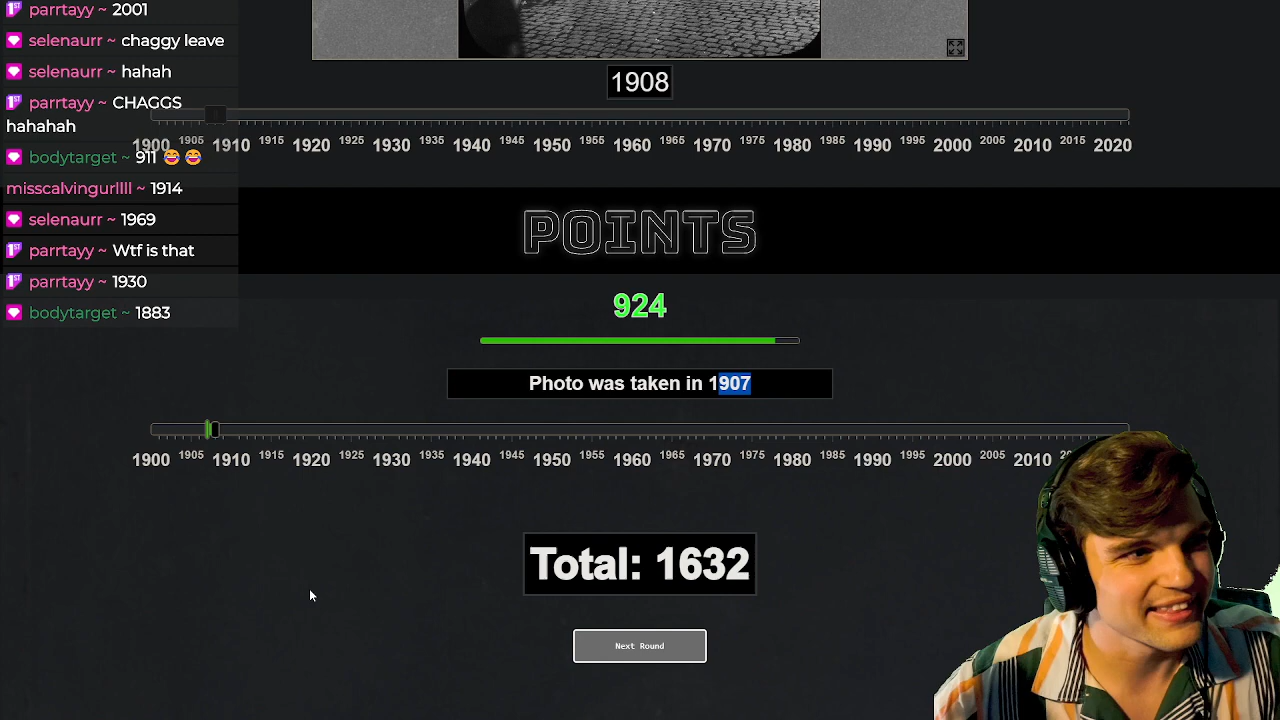 parrtayy ~ 2001
selenaurr ~ chaggy leave
selenaurr ~ hahah
parrtayy ~ CHAGGS
hahahah
bodytarget ~ 911 😂 😂
misscalvingurllll ~ 1914
selenaurr ~ 1969
parrtayy ~ Wtf is that
parrtayy ~ 1930
bodytarget ~ 1883
1908
1900 1905 1910 1915 1920 1925 1930 1935 1940 1945 1950 1955 1960 1965 1970 1975 1980 1985 1990 1995 2000 2005 2010 2015 2020
POINTS
924
Photo was taken in 1907
1900 1905 1910 1915 1920 1925 1930 1935 1940 1945 1950 1955 1960 1965 1970 1975 1980 1985 1990 1995 2000 2005 2010
Total: 1632
Next Round